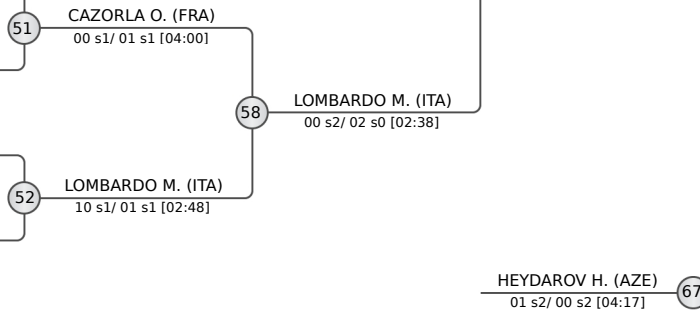 51
CAZORLA O. (FRA)
00 s1/ 01 s1 [04:00]
58
LOMBARDO M. (ITA)
00 s2/ 02 s0 [02:38]
52
LOMBARDO M. (ITA)
10 s1/ 01 s1 [02:48]
HEYDAROV H. (AZE)
01 s2/ 00 s2 [04:17]
67